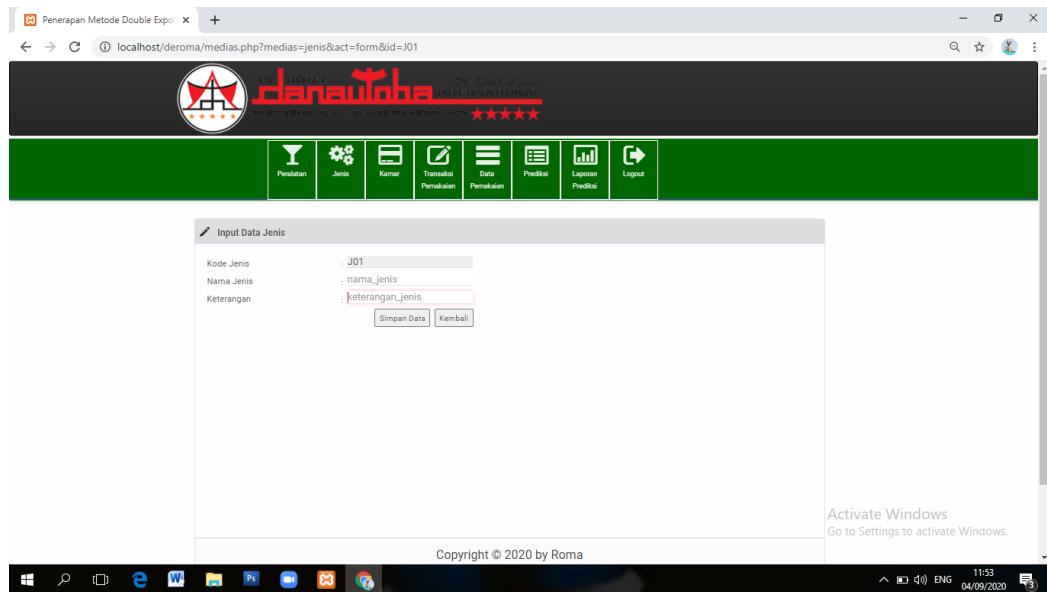 Penerapan Metode Double Expo
localhost/deroma/medias.php?medias=jenis&act=form&id=J01
danautoba
INTERNATIONAL
Peralatan
Jenis
Kamar
Transaksi
Pemakaian
Data
Pemakaian
Prediksi
Laporan
Prediksi
Logout
Input Data Jenis
Kode Jenis : J01
Nama Jenis : nama_jenis
Keterangan : keterangan_jenis
Simpan Data Kembali
Activate Windows
Go to Settings to activate Windows.
Copyright © 2020 by Roma
W
Ps
ENG
11:53
04/09/2020
3